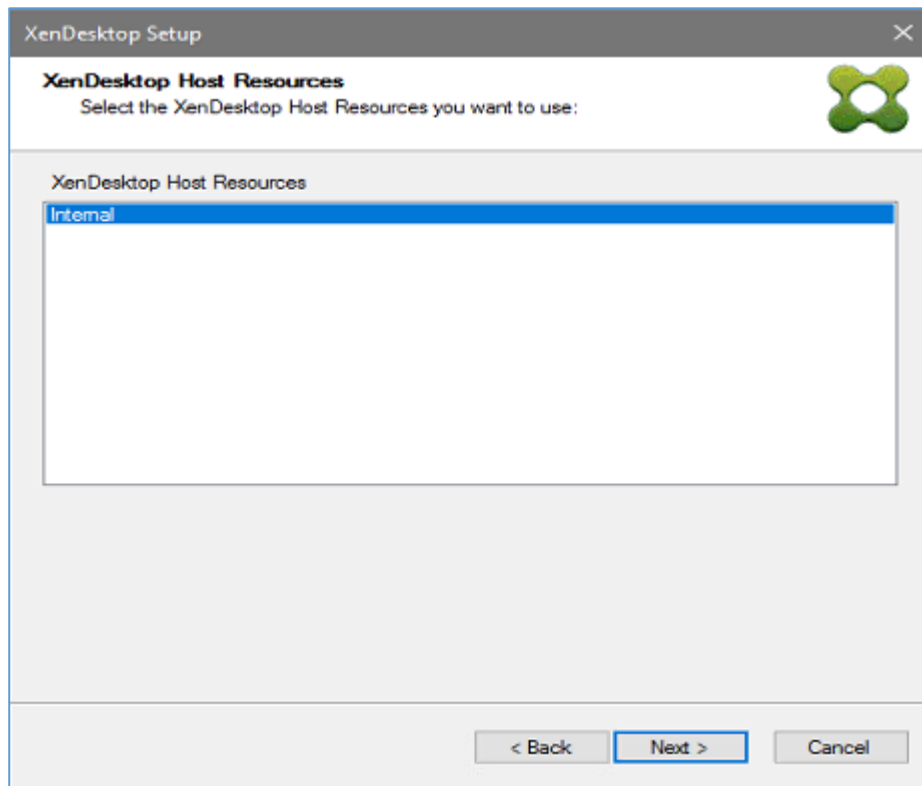 XenDesktop Setup
XenDesktop Host Resources
Select the XenDesktop Host Resources you want to use:
XenDesktop Host Resources
Internal
< Back Next > Cancel